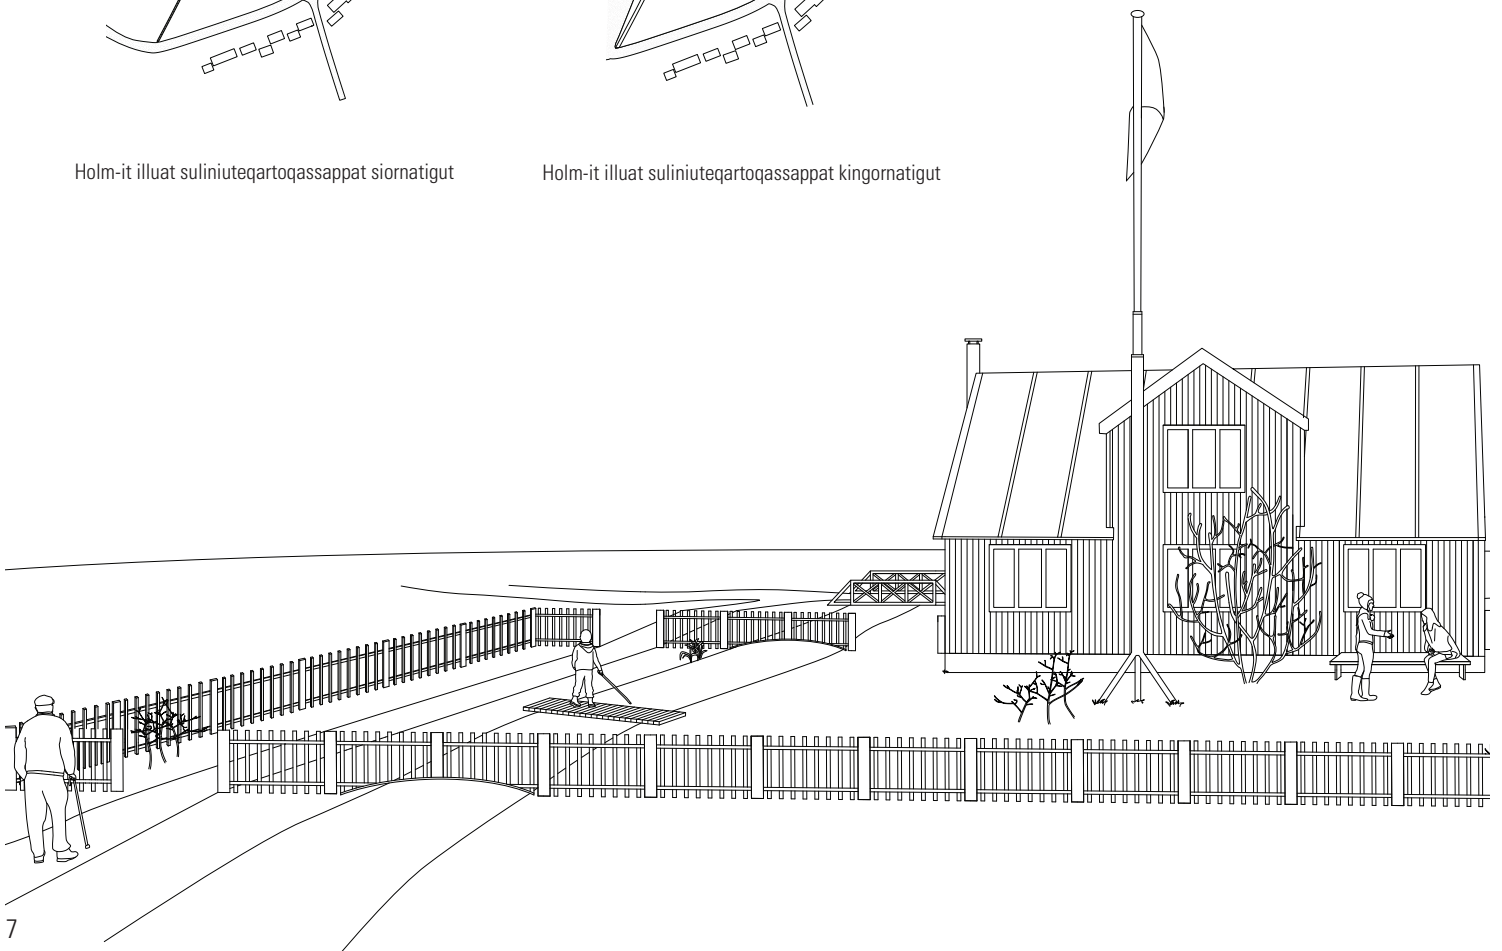 Holm-it illuat suliniuteqartoqassappat siornatigut
Holm-it illuat suliniuteqartoqassappat kingornatigut
7